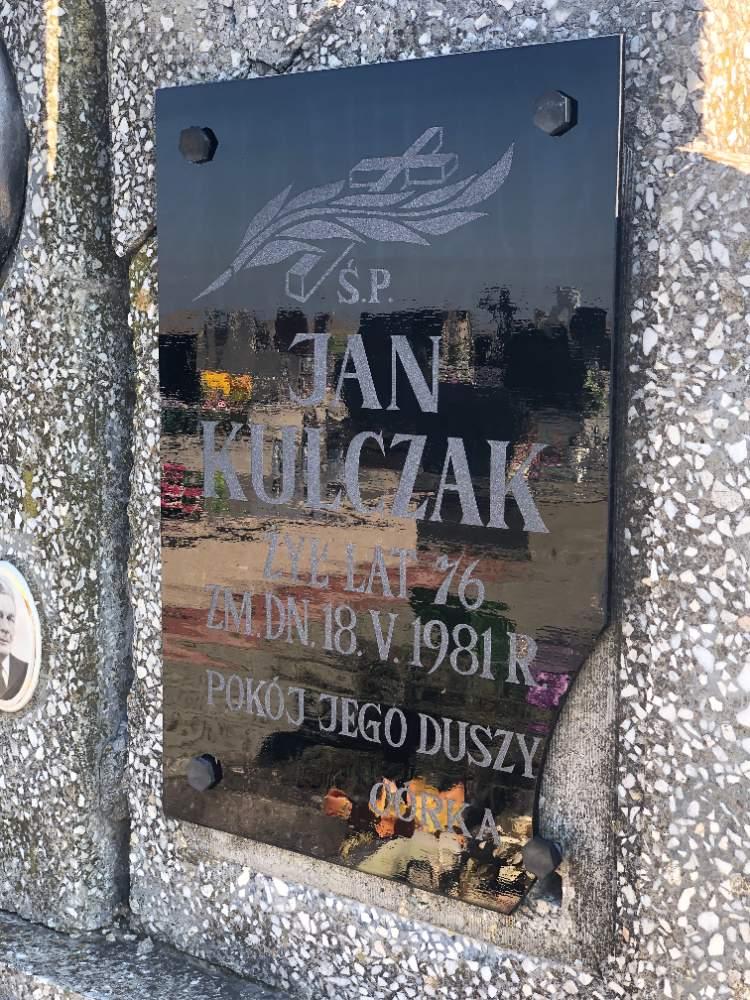 Ś.P.
JAN
KULCZAK
ŻYŁ LAT 76
ZM. DN. 18. V. 1981 R.
POKÓJ JEGO DUSZY
CÓRKA